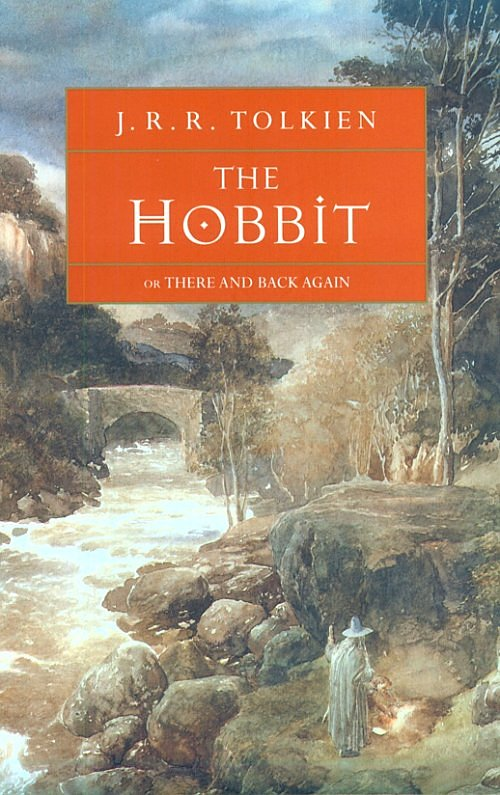 J. R. R. TOLKIEN
THE
HOBBIT
OR THERE AND BACK AGAIN